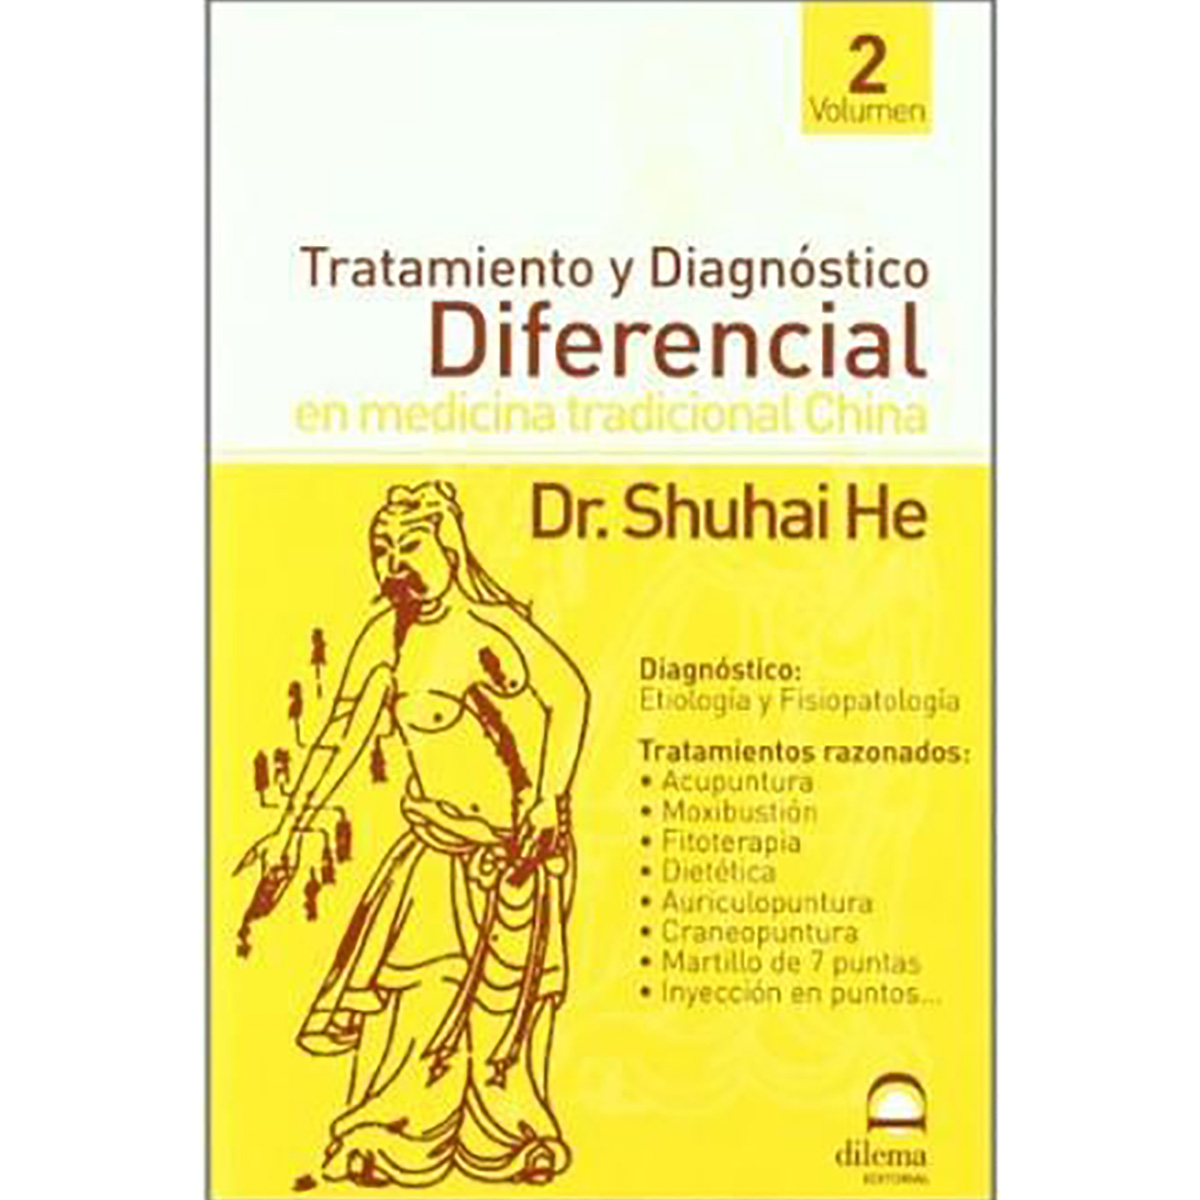 2
Volumen
Tratamiento y Diagnóstico
Diferencial
en medicina tradicional China
Dr. Shuhai He
Diagnóstico:
Etiología y Fisiopatología
Tratamientos razonados:
• Acupuntura
• Moxibustión
• Fitoterapia
• Dietética
• Auriculopuntura
• Craneopuntura
• Martillo de 7 puntas
• Inyección en puntos...
dilema
EDITORIAL